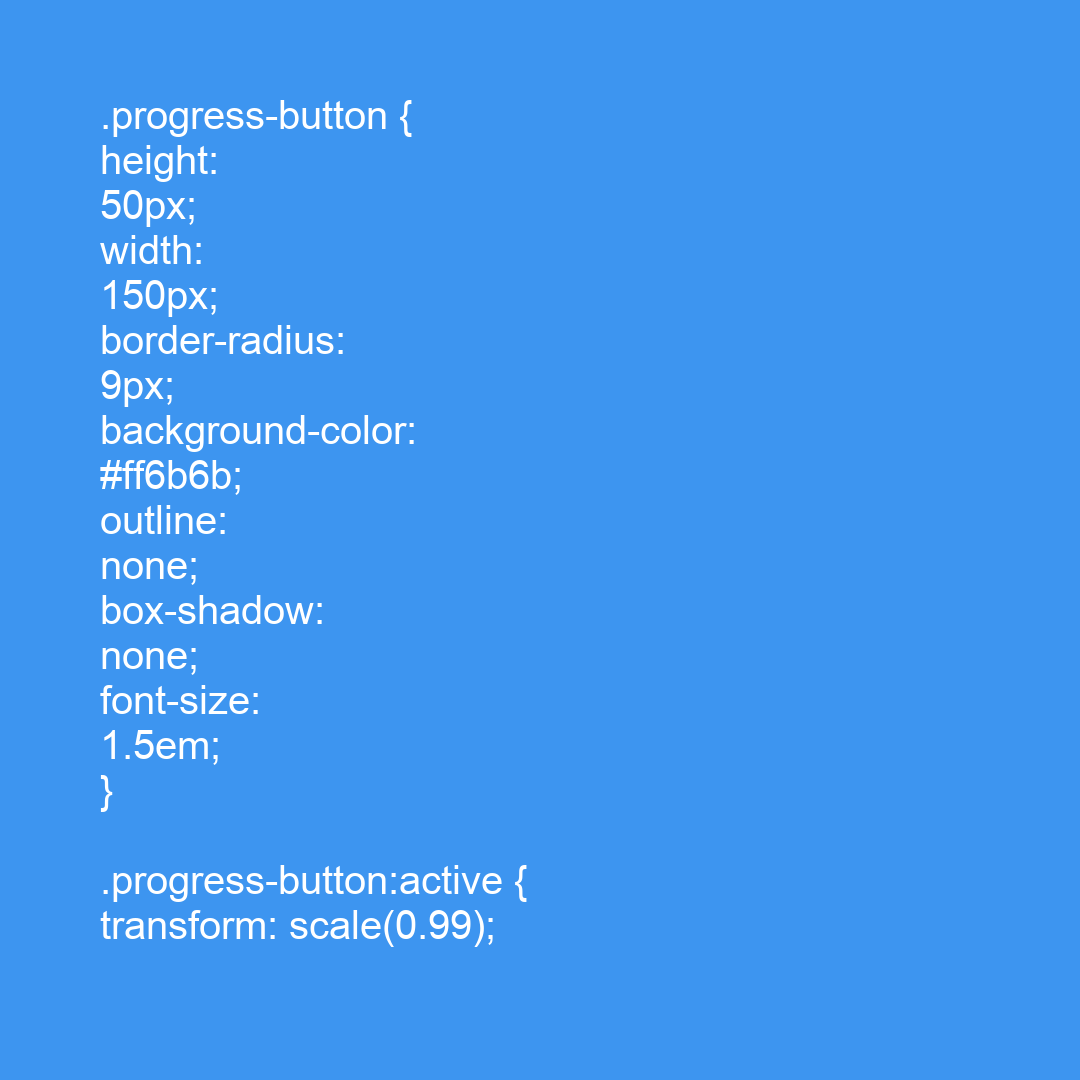 .progress-button {
height:
50px;
width:
150px;
border-radius:
9px;
background-color:
#ff6b6b;
outline:
none;
box-shadow:
none;
font-size:
1.5em;
}

.progress-button:active {
transform: scale(0.99);